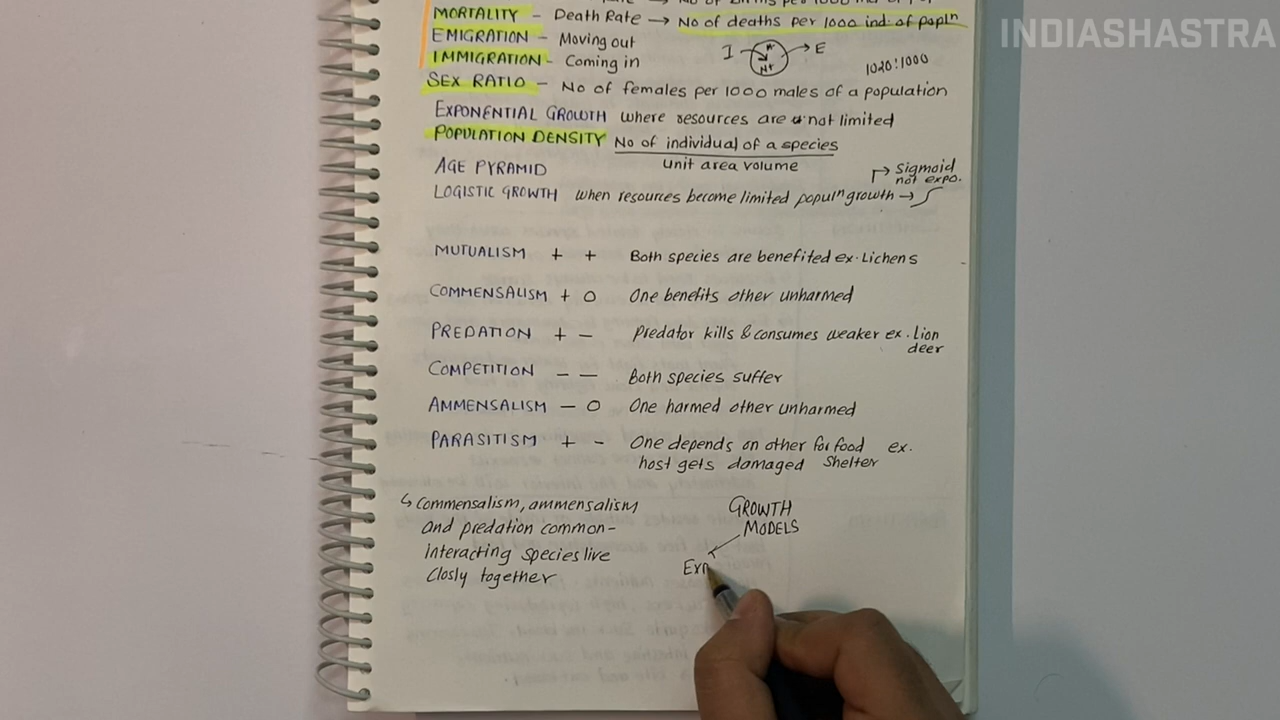 INDIASHASTRA
MORTALITY - Death Rate → No of deaths per 1000 ind. of popln
EMIGRATION - Moving out
I E
N+
IMMIGRATION - Coming in
1020:1000
SEX RATIO - No of females per 1000 males of a population
EXPONENTIAL GROWTH where resources are not limited
POPULATION DENSITY No of individual of a species
Unit area volume
AGE PYRAMID
Sigmoid
not expo.
LOGISTIC GROWTH when resources become limited populn growth →
MUTUALISM + + Both species are benefited ex. Lichens
COMMENSALISM + 0 One benefits other unharmed
PREDATION + - Predator kills & consumes weaker ex. Lion
deer
COMPETITION - - Both species suffer
AMMENSALISM - 0 One harmed other unharmed
PARASITISM + - One depends on other for food ex.
host gets damaged Shelter
↳ Commensalism, ammensalism
and predation common-
interacting species live
closly together
GROWTH
MODELS
Exp